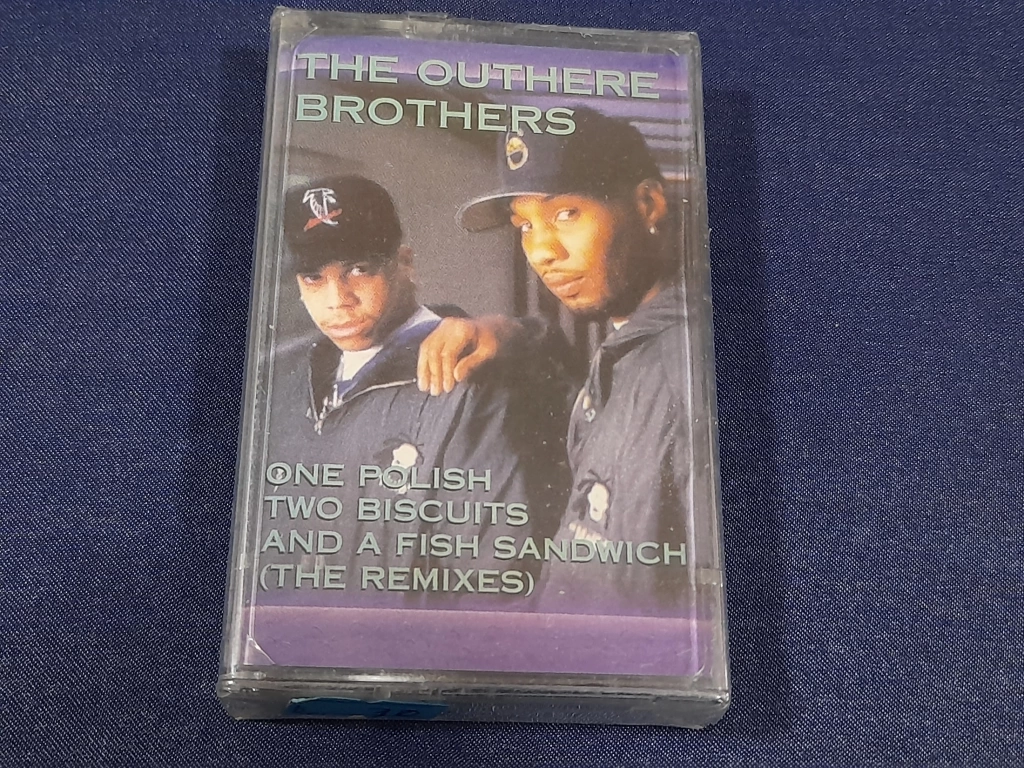 THE OUTHERE
BROTHERS
ONE POLISH
TWO BISCUITS
AND A FISH SANDWICH
(THE REMIXES)